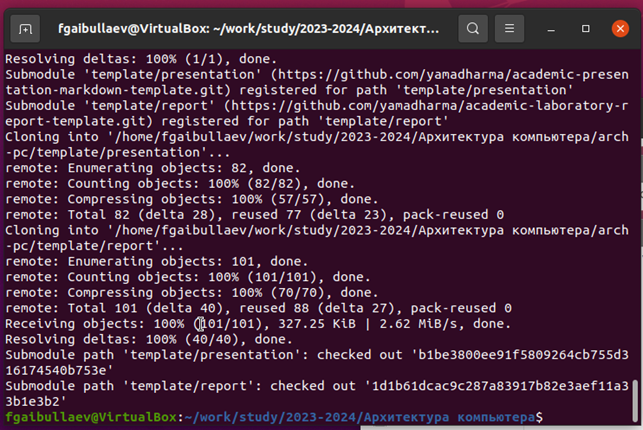 fgaibullaev@VirtualBox: ~/work/study/2023-2024/Архитект...
Resolving deltas: 100% (1/1), done.
Submodule 'template/presentation' (https://github.com/yamadharma/academic-presen
tation-markdown-template.git) registered for path 'template/presentation'
Submodule 'template/report' (https://github.com/yamadharma/academic-laboratory-r
eport-template.git) registered for path 'template/report'
Cloning into '/home/fgaibullaev/work/study/2023-2024/Архитектура компьютера/arch
-pc/template/presentation'...
remote: Enumerating objects: 82, done.
remote: Counting objects: 100% (82/82), done.
remote: Compressing objects: 100% (57/57), done.
remote: Total 82 (delta 28), reused 77 (delta 23), pack-reused 0
Cloning into '/home/fgaibullaev/work/study/2023-2024/Архитектура компьютера/arch
-pc/template/report'...
remote: Enumerating objects: 101, done.
remote: Counting objects: 100% (101/101), done.
remote: Compressing objects: 100% (70/70), done.
remote: Total 101 (delta 40), reused 88 (delta 27), pack-reused 0
Receiving objects: 100% (101/101), 327.25 KiB | 2.62 MiB/s, done.
Resolving deltas: 100% (40/40), done.
Submodule path 'template/presentation': checked out 'b1be3800ee91f5809264cb755d3
16174540b753e'
Submodule path 'template/report': checked out '1d1b61dcac9c287a83917b82e3aef11a3
3b1e3b2'
fgaibullaev@VirtualBox:~/work/study/2023-2024/Архитектура компьютера$